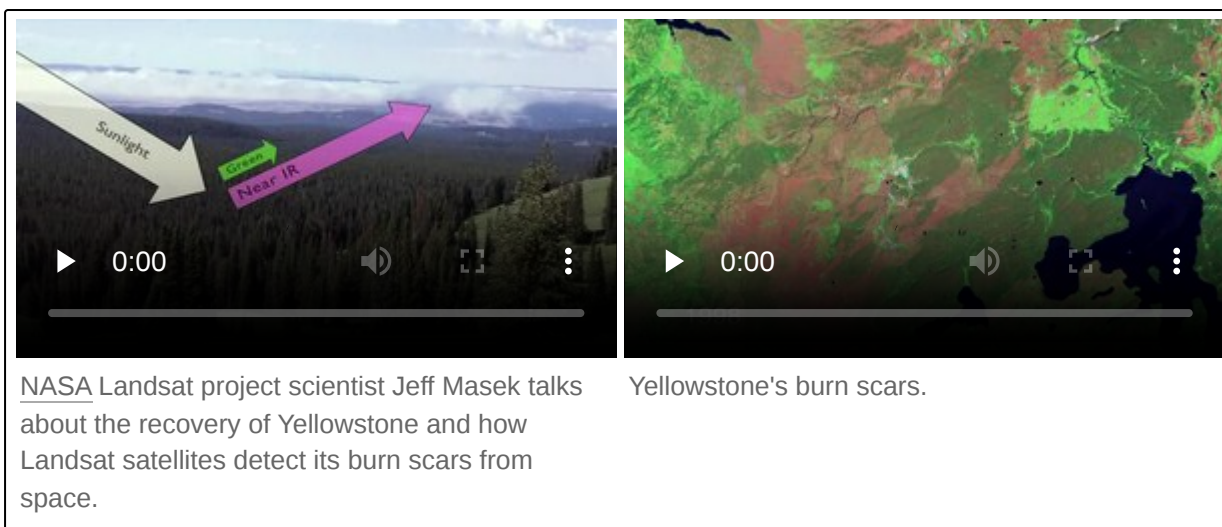 Sunlight
Green
Near IR
0:00
0:00
NASA Landsat project scientist Jeff Masek talks
about the recovery of Yellowstone and how
Landsat satellites detect its burn scars from
space.
Yellowstone's burn scars.